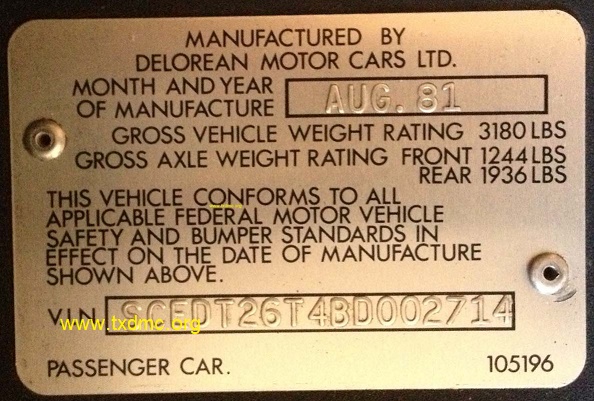 MANUFACTURED BY
DELOREAN MOTOR CARS LTD.
MONTH AND YEAR
OF MANUFACTURE AUG. 81
GROSS VEHICLE WEIGHT RATING 3180 LBS
GROSS AXLE WEIGHT RATING FRONT 1244 LBS
REAR 1936 LBS
THIS VEHICLE CONFORMS TO ALL
APPLICABLE FEDERAL MOTOR VEHICLE
SAFETY AND BUMPER STANDARDS IN
EFFECT ON THE DATE OF MANUFACTURE
SHOWN ABOVE.
V.I.N. SCEDT26T4BD002714
www.txdmc.org
PASSENGER CAR. 105196